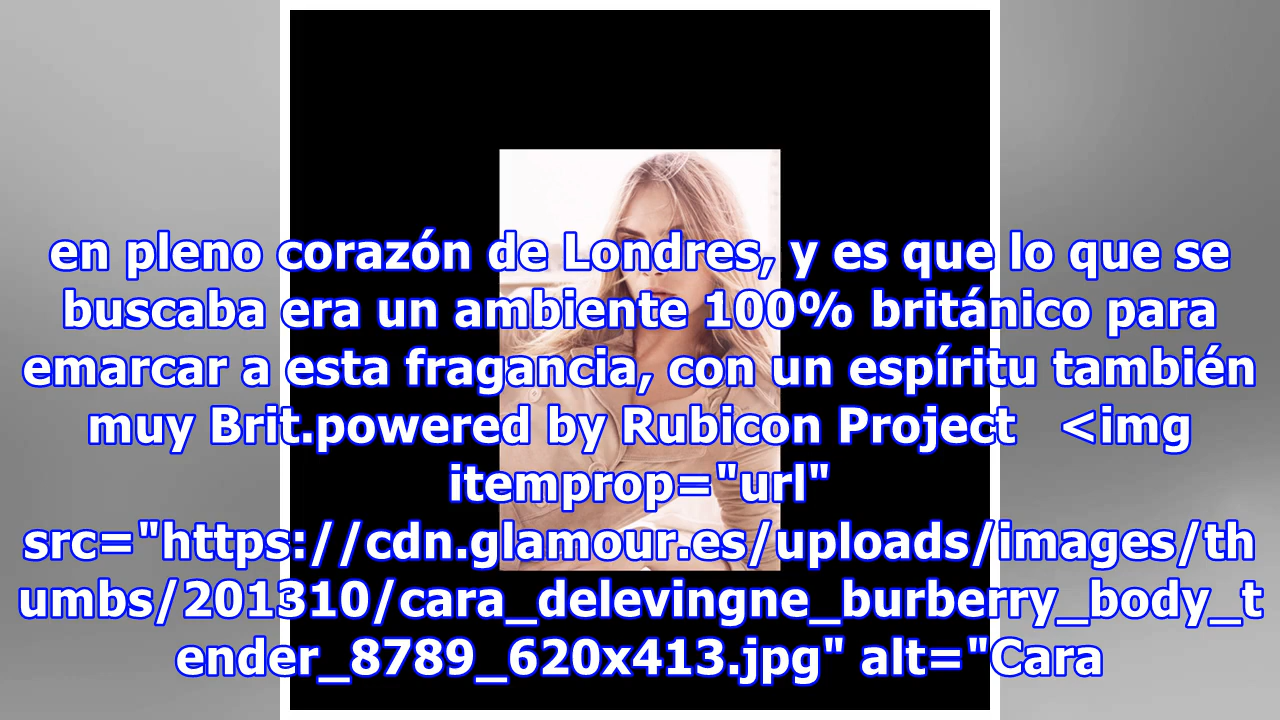 en pleno corazón de Londres, y es que lo que se
buscaba era un ambiente 100% británico para
emarcar a esta fragancia, con un espíritu también
muy Brit.powered by Rubicon Project   <img
itemprop="url"
src="https://cdn.glamour.es/uploads/images/th
umbs/201310/cara_delevingne_burberry_body_t
ender_8789_620x413.jpg" alt="Cara